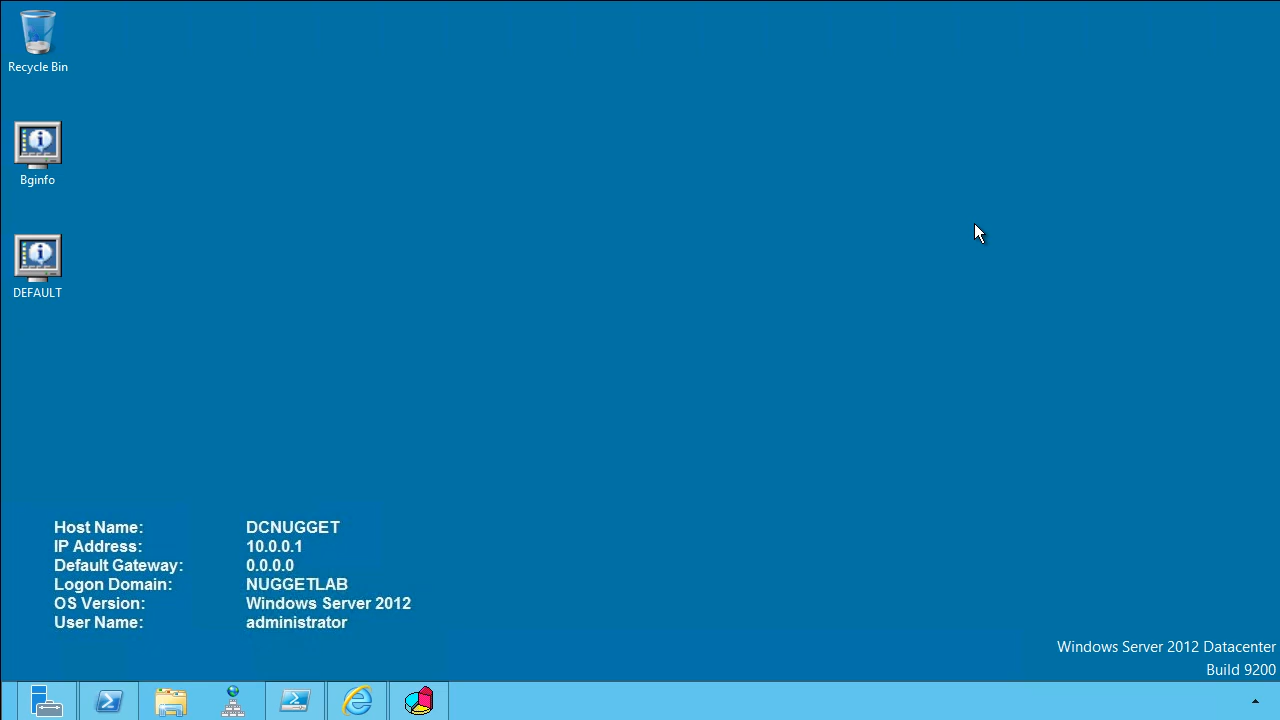 Recycle Bin
Bginfo
DEFAULT
Host Name: DCNUGGET
IP Address: 10.0.0.1
Default Gateway: 0.0.0.0
Logon Domain: NUGGETLAB
OS Version: Windows Server 2012
User Name: administrator
Windows Server 2012 Datacenter
Build 9200